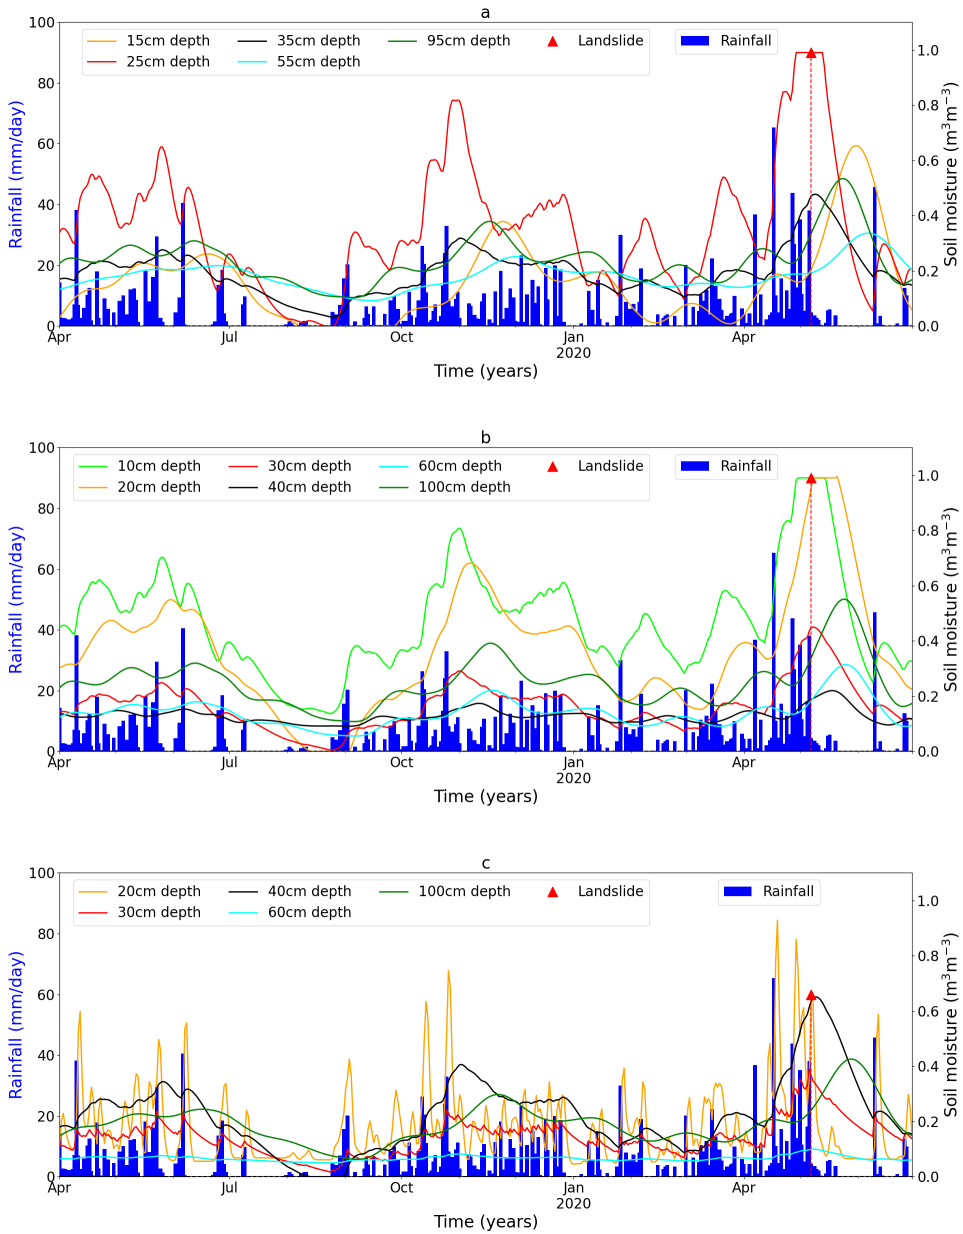 a
15cm depth 35cm depth 95cm depth Landslide Rainfall
25cm depth 55cm depth
100
80
60
40
20
0
Rainfall (mm/day)
1.0
0.8
0.6
0.4
0.2
0.0
Soil moisture (m³m⁻³)
Apr Jul Oct Jan Apr
2020
Time (years)
b
10cm depth 30cm depth 60cm depth Landslide Rainfall
20cm depth 40cm depth 100cm depth
100
80
60
40
20
0
Rainfall (mm/day)
1.0
0.8
0.6
0.4
0.2
0.0
Soil moisture (m³m⁻³)
Apr Jul Oct Jan Apr
2020
Time (years)
c
20cm depth 40cm depth 100cm depth Landslide Rainfall
30cm depth 60cm depth
100
80
60
40
20
0
Rainfall (mm/day)
1.0
0.8
0.6
0.4
0.2
0.0
Soil moisture (m³m⁻³)
Apr Jul Oct Jan Apr
2020
Time (years)